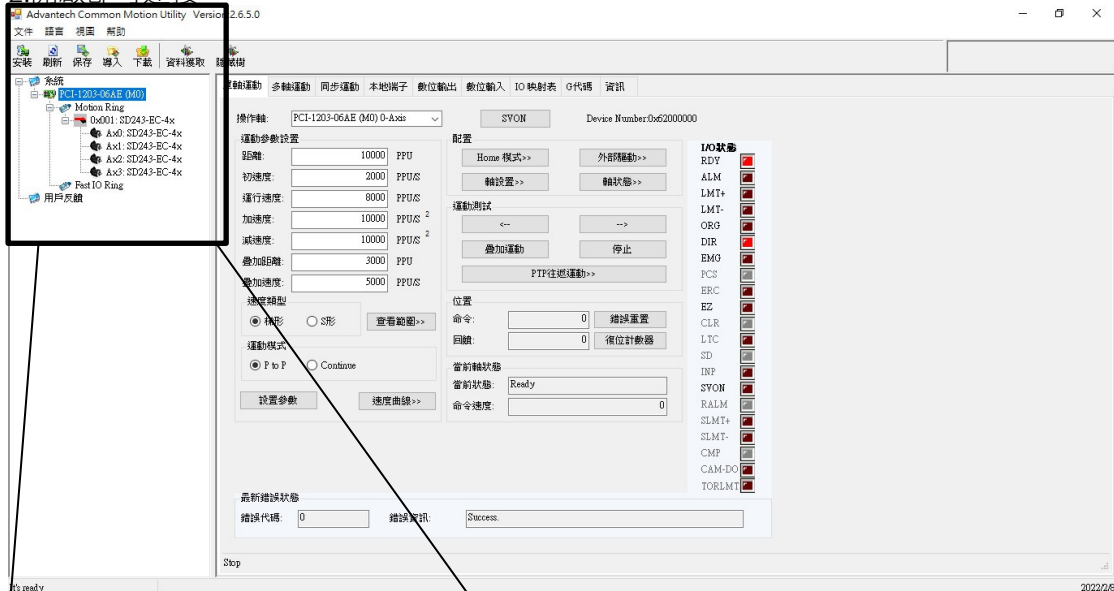 Advantech Common Motion Utility Version 2.6.5.0
文件 語言 視圖 幫助
安裝 刷新 保存 導入 下載 資料獲取
系統
PCI-1203-06AE (M0)
Motion Ring
0x001: SD243-EC-4x
Ax0: SD243-EC-4x
Ax1: SD243-EC-4x
Ax2: SD243-EC-4x
Ax3: SD243-EC-4x
Fast IO Ring
用戶反饋
單軸運動 多軸運動 同步運動 本地端子 數位輸出 數位輸入 IO 映射表 G代碼 資訊
操作軸: PCI-1203-06AE (M0) 0-Axis SVON Device Number:0x62000000
運動參數設置
距離: 10000 PPU
初速度: 2000 PPU/S
運行速度: 8000 PPU/S
加速度: 10000 PPU/S 2
減速度: 10000 PPU/S 2
疊加距離: 3000 PPU
疊加速度: 5000 PPU/S
速度類型
梯形 S形 查看範圍>>
運動模式
P to P Continue
設置參數 速度曲線>>
配置
Home 模式>> 外部驅動>>
軸設置>> 軸狀態>>
運動測試
<-- -->
疊加運動 停止
PTP往返運動>>
位置
命令: 0 錯誤重置
回饋: 0 復位計數器
當前軸狀態
當前狀態: Ready
命令速度: 0
I/O狀態
RDY
ALM
LMT+
LMT-
ORG
DIR
EMG
PCS
ERC
EZ
CLR
LTC
SD
INP
SVON
RALM
SLMT+
SLMT-
CMP
CAM-DO
TORLMT
最新錯誤狀態
錯誤代碼: 0 錯誤資訊: Success.
Stop
It's ready 2022/2/8